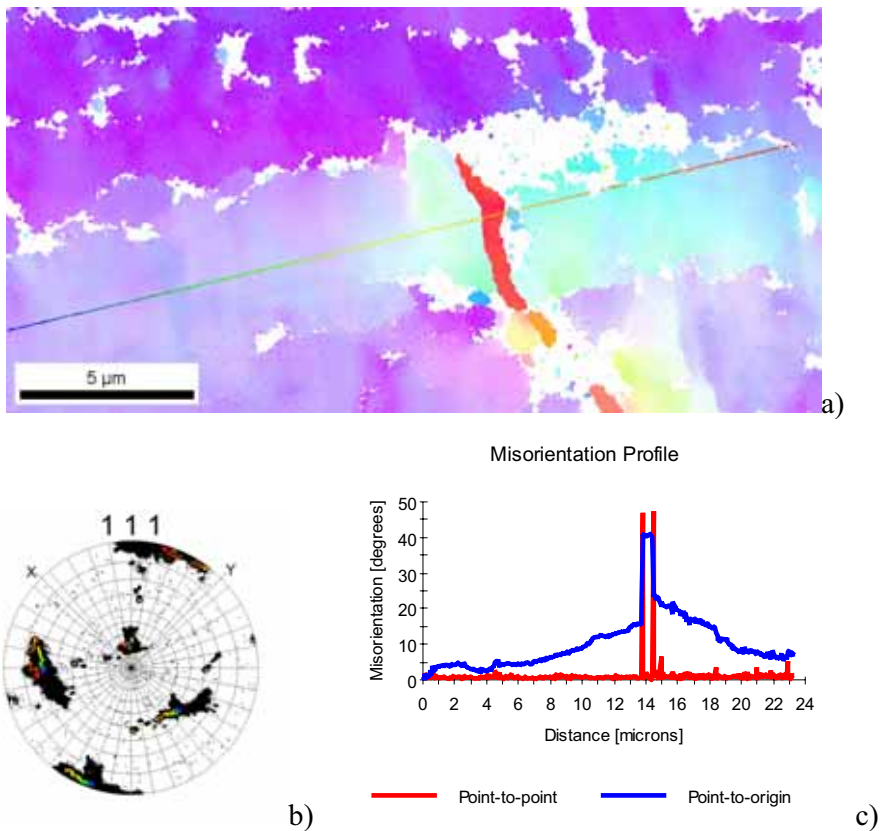 5 µm
a)
Misorientation Profile
1 1 1
X
Y
b)
Misorientation [degrees]
50
40
30
20
10
0
0 2 4 6 8 10 12 14 16 18 20 22 24
Distance [microns]
Point-to-point Point-to-origin
c)